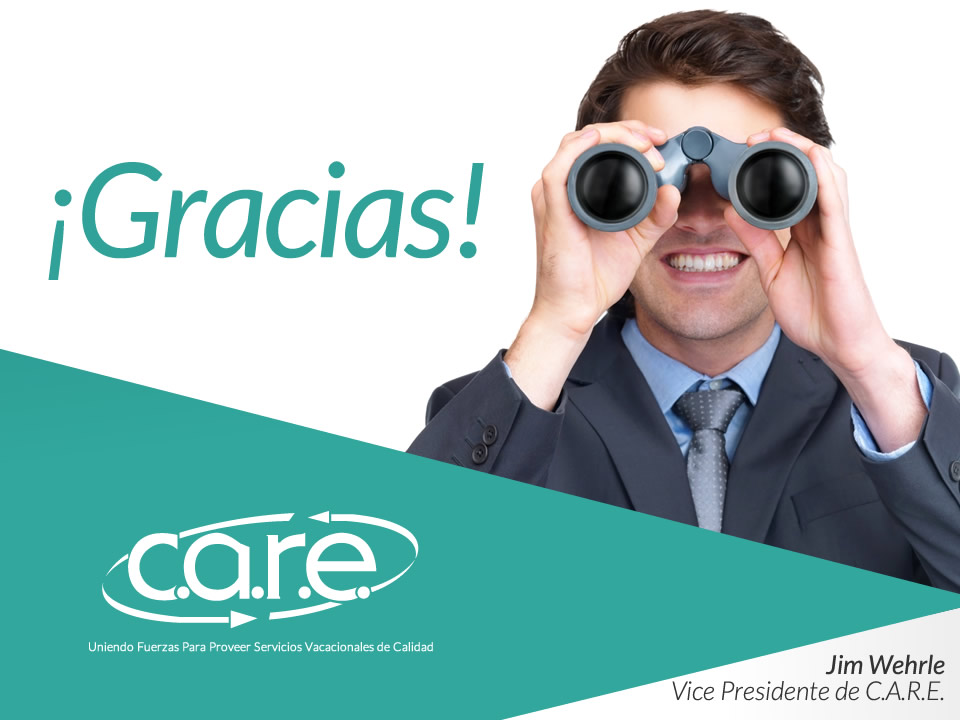 ¡Gracias!
c.a.r.e.
Uniendo Fuerzas Para Proveer Servicios Vacacionales de Calidad
Jim Wehrle
Vice Presidente de C.A.R.E.